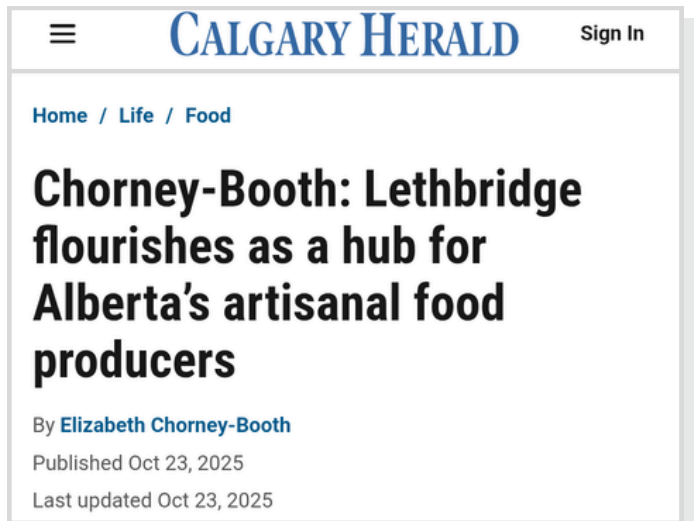 CALGARY HERALD
Sign In
Home / Life / Food
Chorney-Booth: Lethbridge
flourishes as a hub for
Alberta’s artisanal food
producers
By Elizabeth Chorney-Booth
Published Oct 23, 2025
Last updated Oct 23, 2025